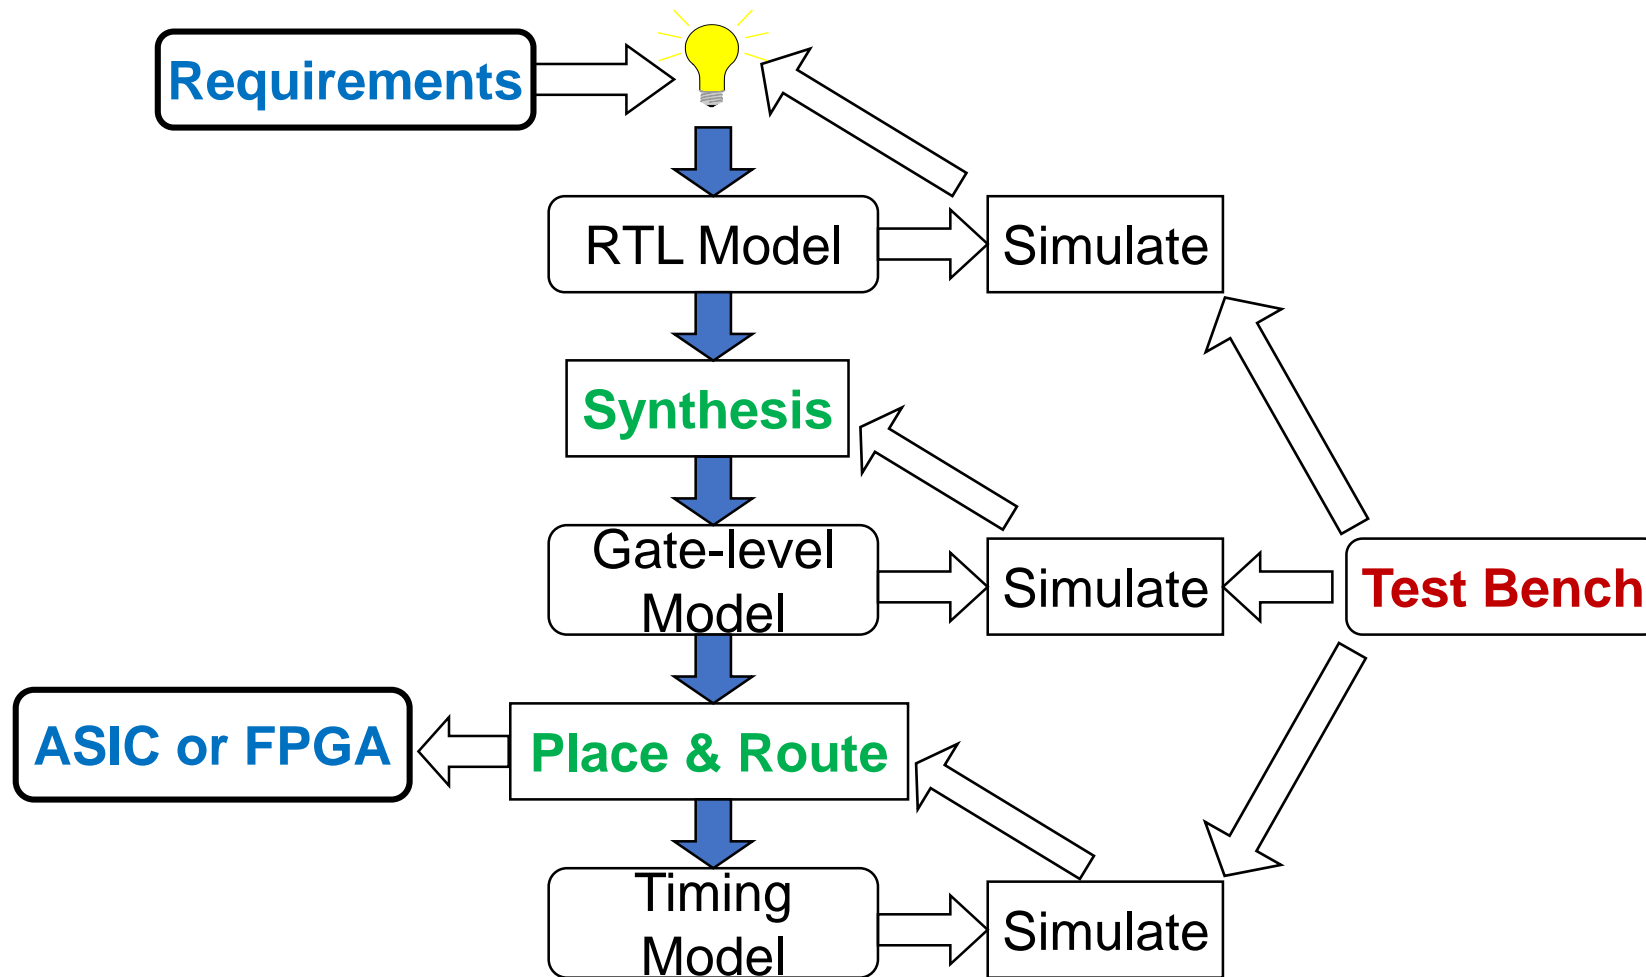 Requirements
RTL Model
Simulate
Synthesis
Gate-level
Model
Simulate
Test Bench
ASIC or FPGA
Place & Route
Timing
Model
Simulate